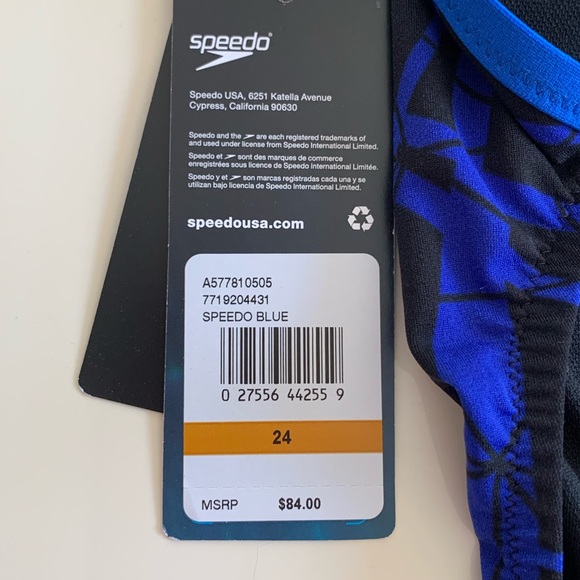 speedo
Speedo USA, 6251 Katella Avenue
Cypress, California 90630
Speedo and the are each registered trademarks of
and used under license from Speedo International Limited.
Speedo et sont des marques de commerce
enregistrées sous licence de Speedo International Limitée.
Speedo y et son marcas registradas cada una y se
utilizan bajo licencia de Speedo International Limited.
speedousa.com
A577810505
7719204431
SPEEDO BLUE
0 27556 44255 9
24
MSRP $84.00